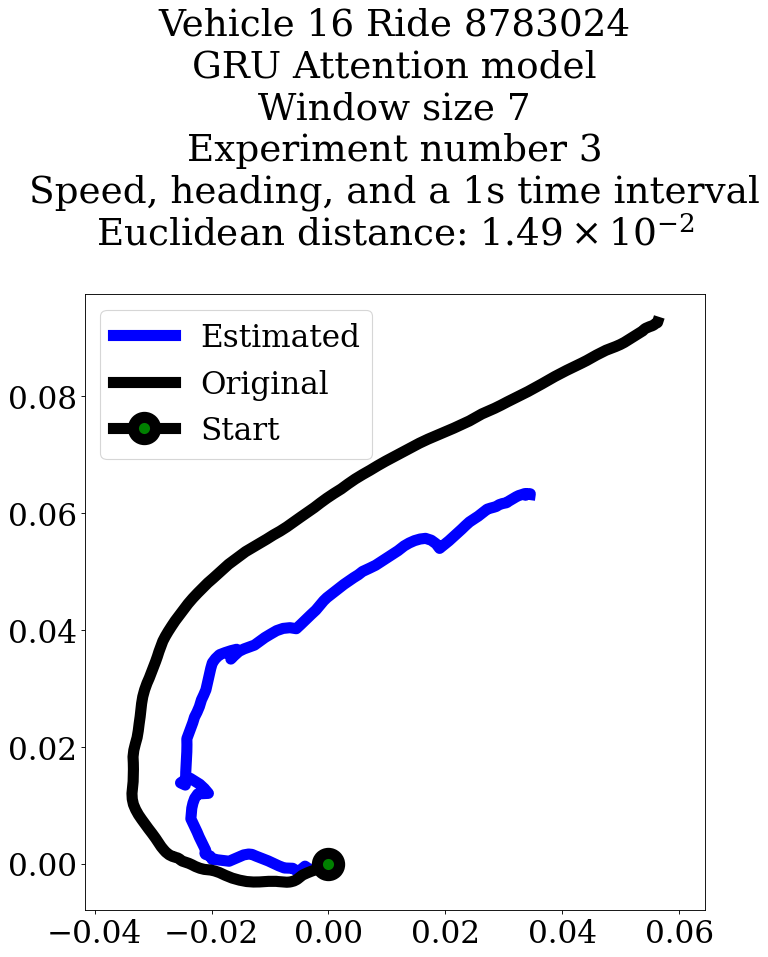 Vehicle 16 Ride 8783024
GRU Attention model
Window size 7
Experiment number 3
Speed, heading, and a 1s time interval
Euclidean distance: 1.49 × 10⁻²
Estimated
Original
Start
0.08
0.06
0.04
0.02
0.00
−0.04 −0.02 0.00 0.02 0.04 0.06